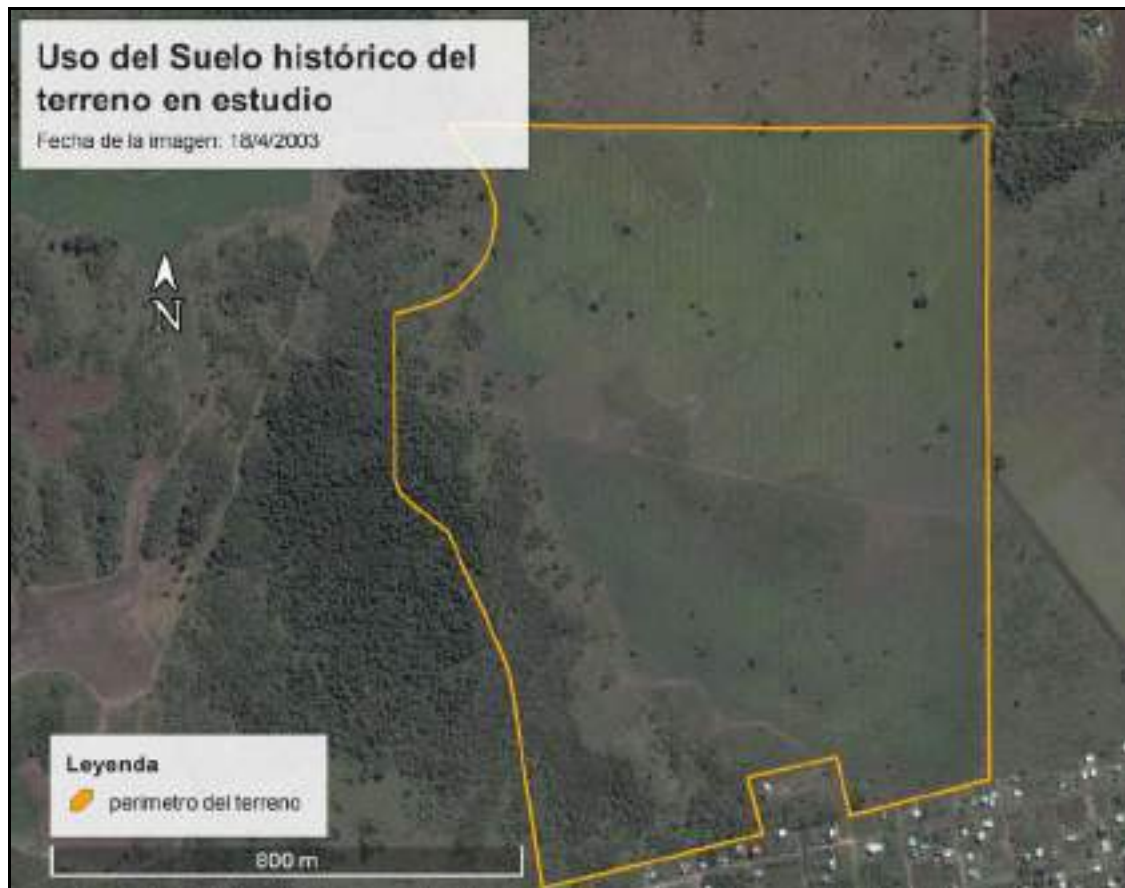 Uso del Suelo histórico del
terreno en estudio
Fecha de la imagen: 18/4/2003
N
Leyenda
perimetro del terreno
800 m